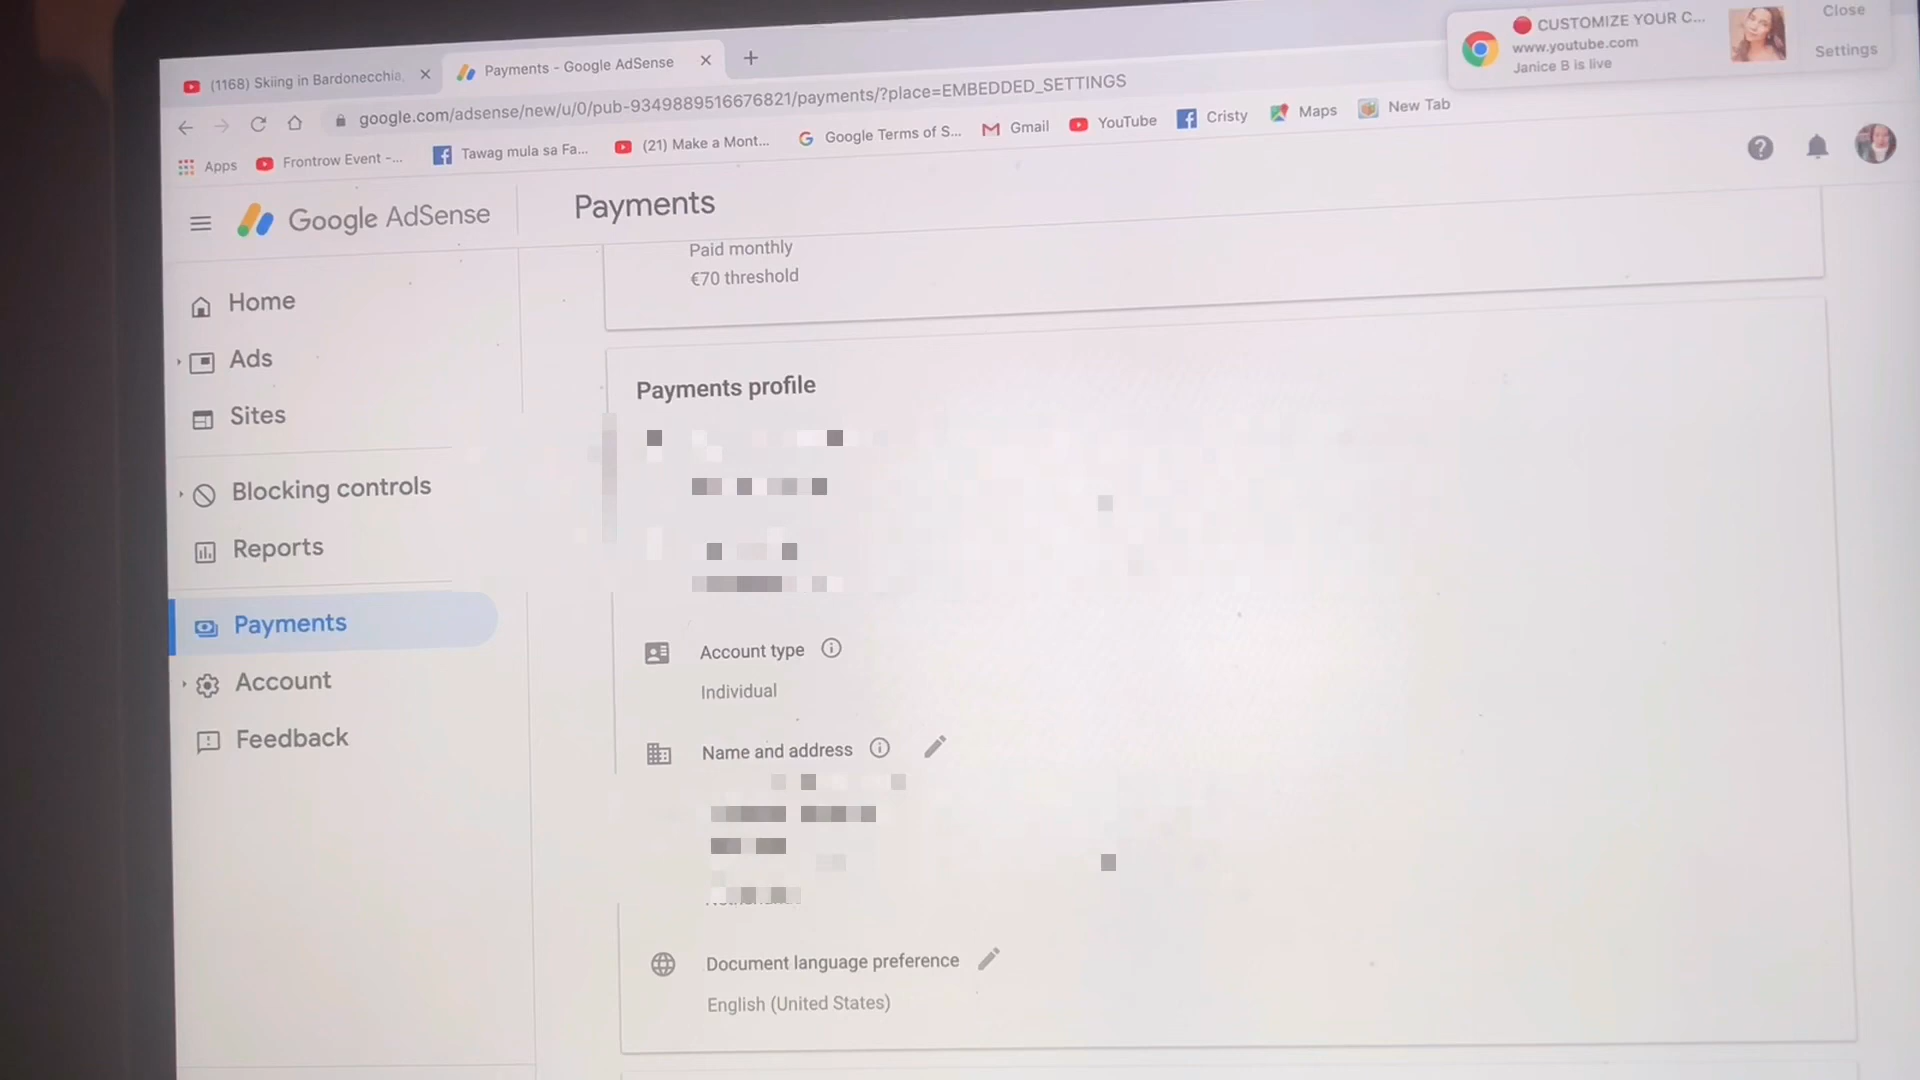 (1168) Skiing in Bardonecchia,
Payments - Google AdSense
CUSTOMIZE YOUR C...
www.youtube.com
Janice B is live
Close
Settings
google.com/adsense/new/u/0/pub-9349889516676821/payments/?place=EMBEDDED_SETTINGS
Apps
Frontrow Event -...
Tawag mula sa Fa...
(21) Make a Mont...
Google Terms of S...
Gmail
YouTube
Cristy
Maps
New Tab
Google AdSense
Payments
Home
Ads
Sites
Blocking controls
Reports
Payments
Account
Feedback
Paid monthly
€70 threshold
Payments profile
Account type
Individual
Name and address
Document language preference
English (United States)